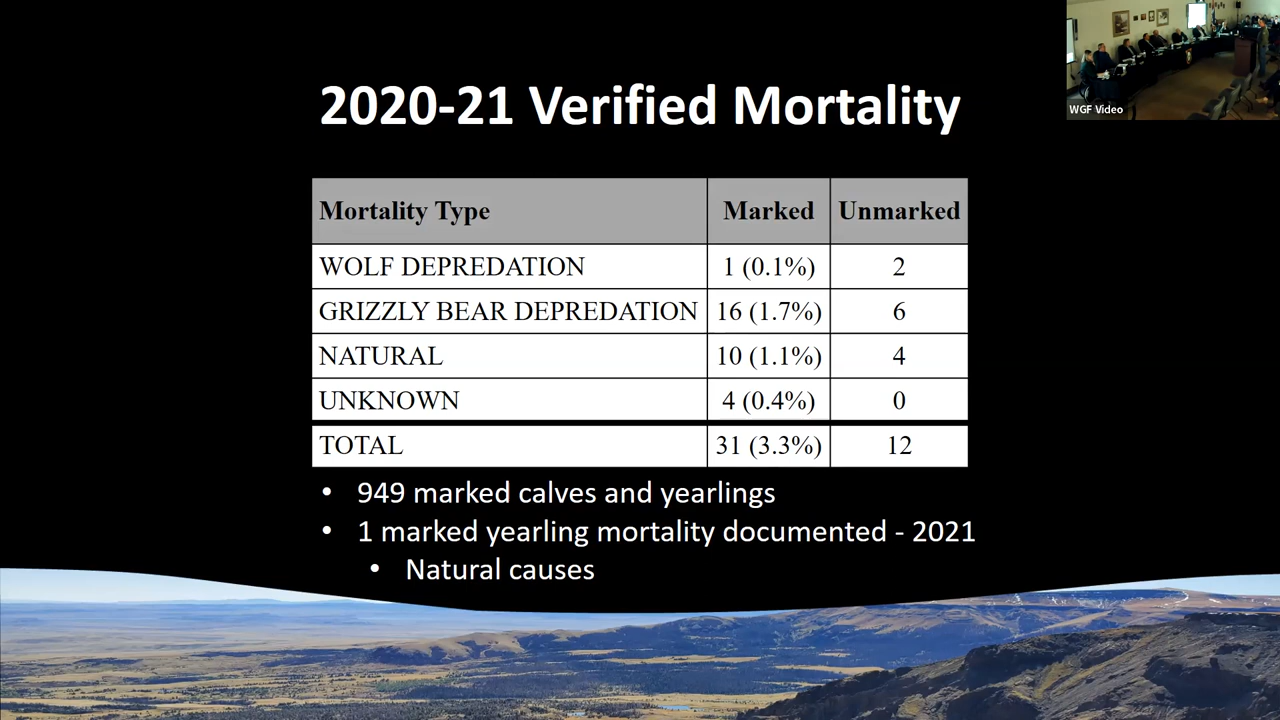 WGF Video
2020-21 Verified Mortality
Mortality Type Marked Unmarked
WOLF DEPREDATION 1 (0.1%) 2
GRIZZLY BEAR DEPREDATION 16 (1.7%) 6
NATURAL 10 (1.1%) 4
UNKNOWN 4 (0.4%) 0
TOTAL 31 (3.3%) 12
• 949 marked calves and yearlings
• 1 marked yearling mortality documented - 2021
• Natural causes